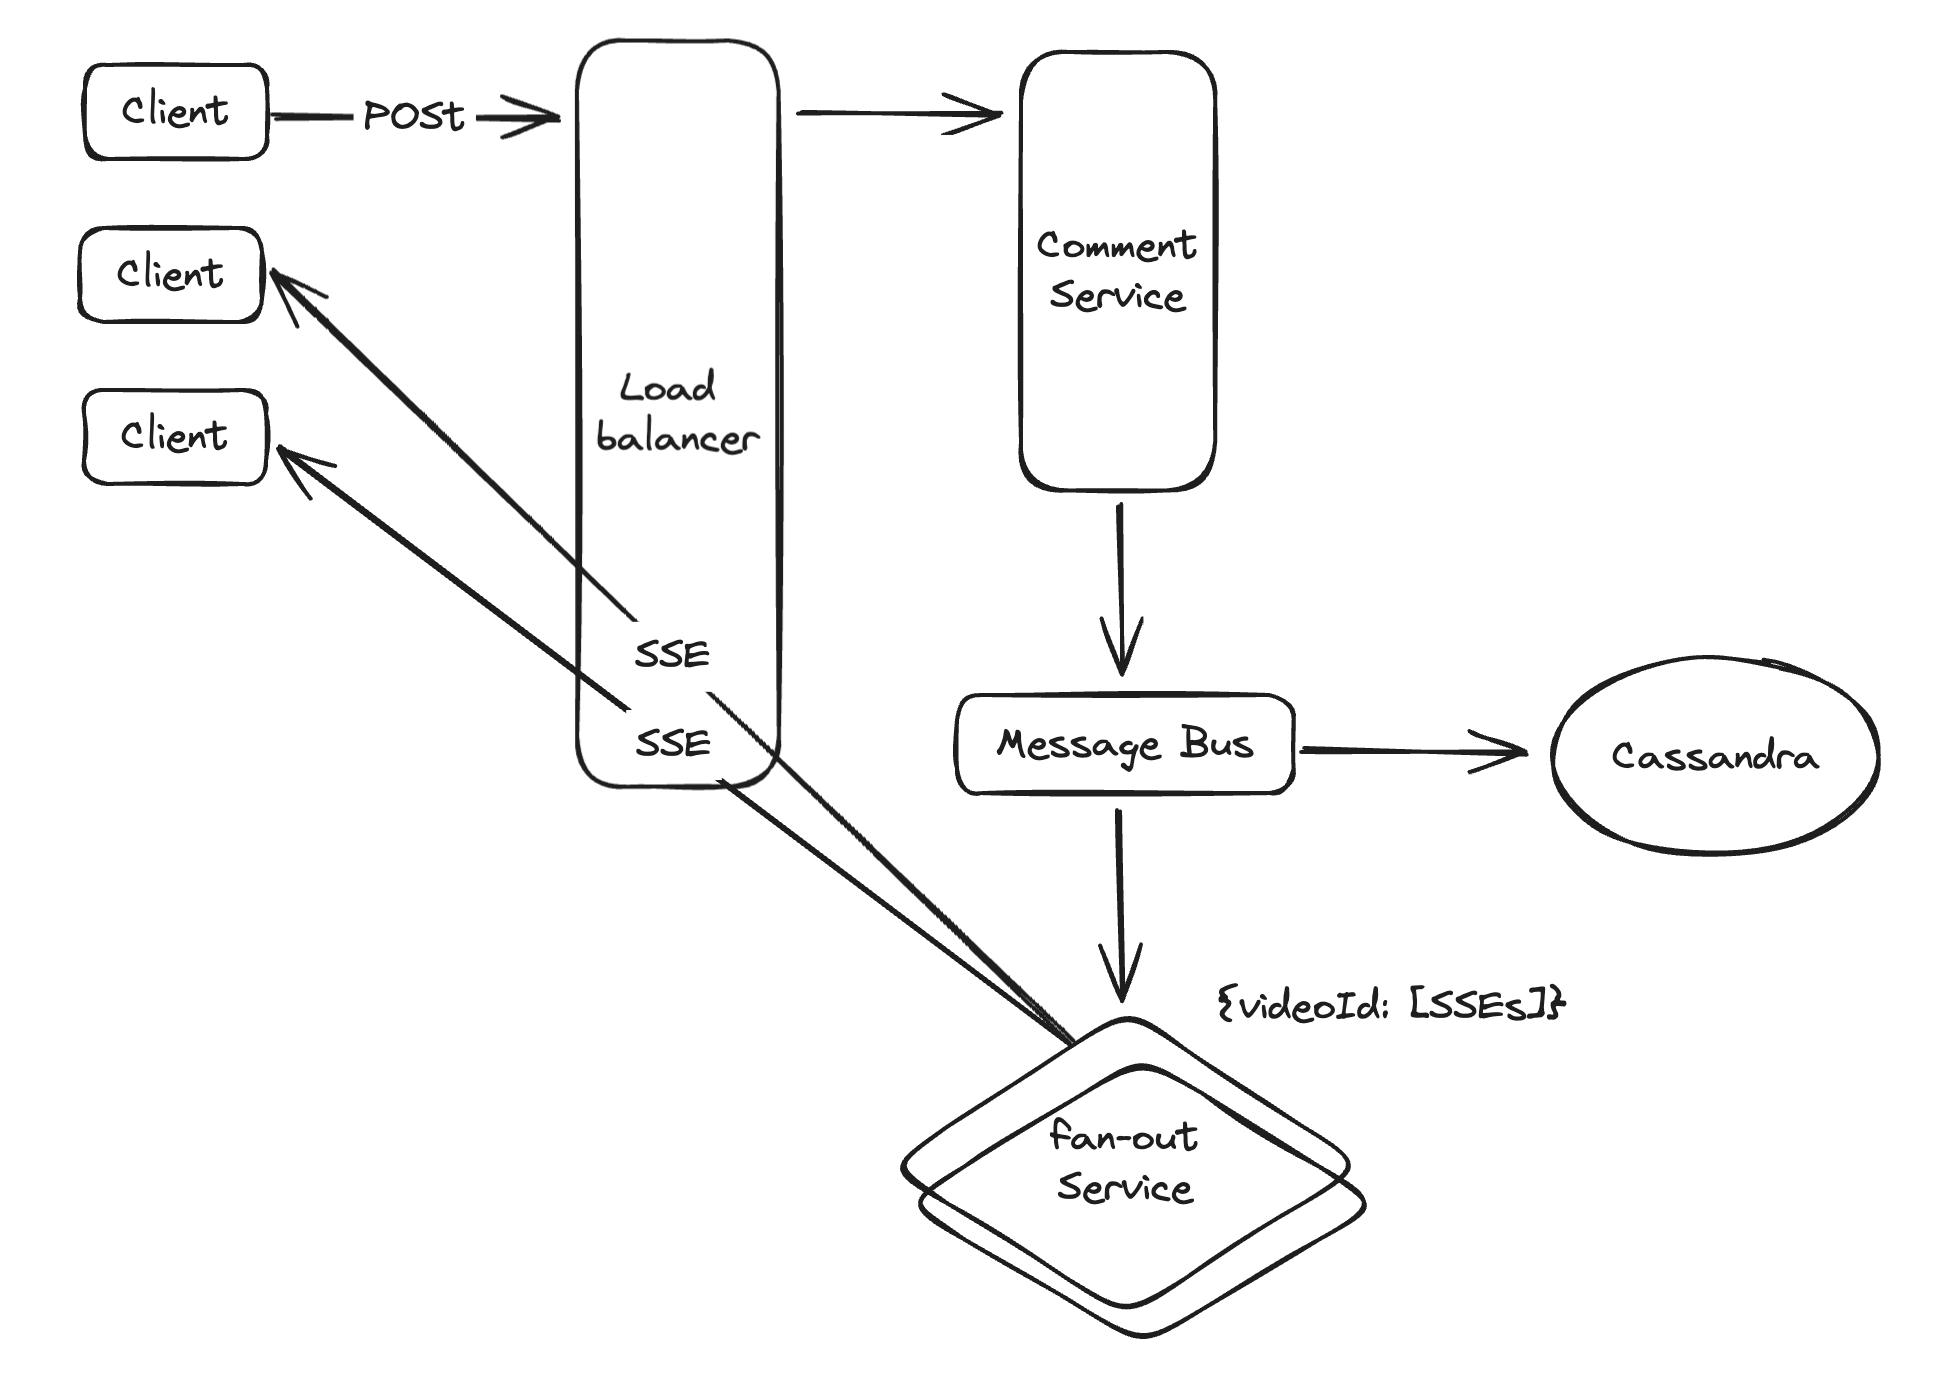 Client
POST
Client
Client
Load
balancer
SSE
SSE
Comment
Service
Message Bus
Cassandra
{videoId: [SSEs]}
fan-out
Service